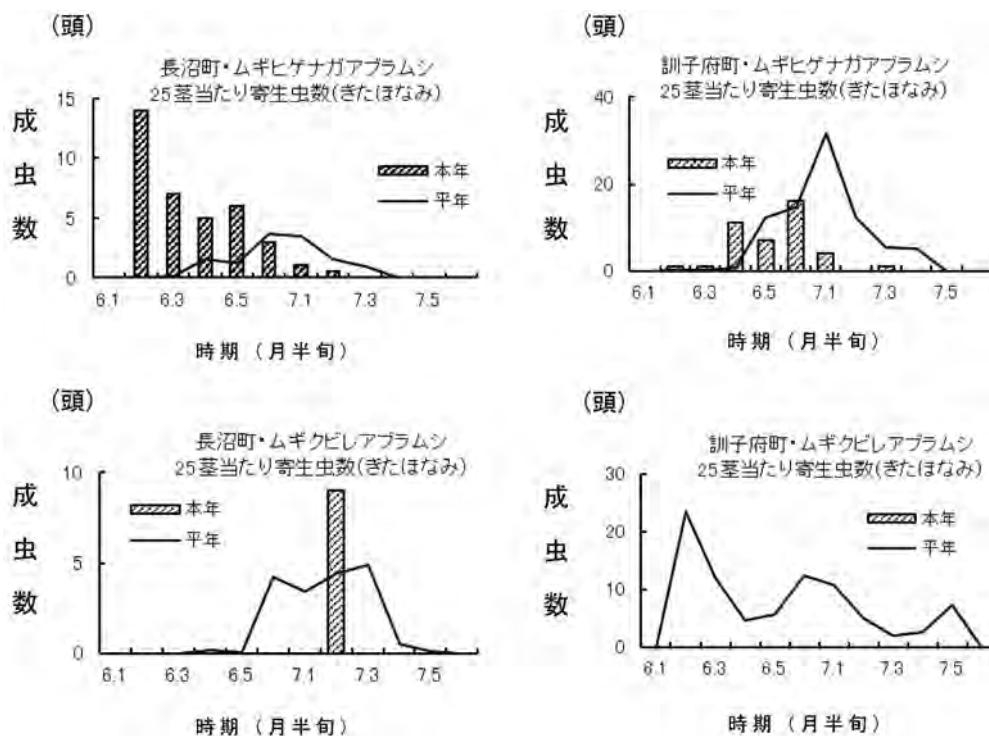 (頭)
長沼町・ムギヒゲナガアブラムシ
25茎当たり寄生虫数(きたほなみ)
15
10
5
0
成虫数
本年
平年
6.1 6.3 6.5 7.1 7.3 7.5
時期 (月半旬)
(頭)
訓子府町・ムギヒゲナガアブラムシ
25茎当たり寄生虫数(きたほなみ)
40
20
0
成虫数
本年
平年
6.1 6.3 6.5 7.1 7.3 7.5
時期 (月半旬)
(頭)
長沼町・ムギクビレアブラムシ
25茎当たり寄生虫数(きたほなみ)
10
5
0
成虫数
本年
平年
6.1 6.3 6.5 7.1 7.3 7.5
時期 (月半旬)
(頭)
訓子府町・ムギクビレアブラムシ
25茎当たり寄生虫数(きたほなみ)
30
20
10
0
成虫数
本年
平年
6.1 6.3 6.5 7.1 7.3 7.5
時期 (月半旬)